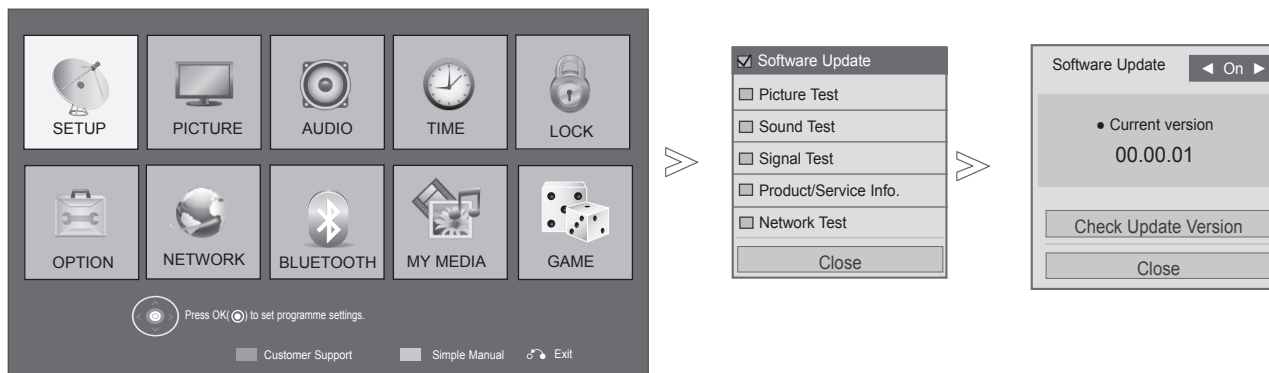 SETUP
PICTURE
AUDIO
TIME
LOCK
OPTION
NETWORK
BLUETOOTH
MY MEDIA
GAME
Press OK( ) to set programme settings.
Customer Support
Simple Manual
Exit
Software Update
Picture Test
Sound Test
Signal Test
Product/Service Info.
Network Test
Close
Software Update
◄ On ►
● Current version
00.00.01
Check Update Version
Close